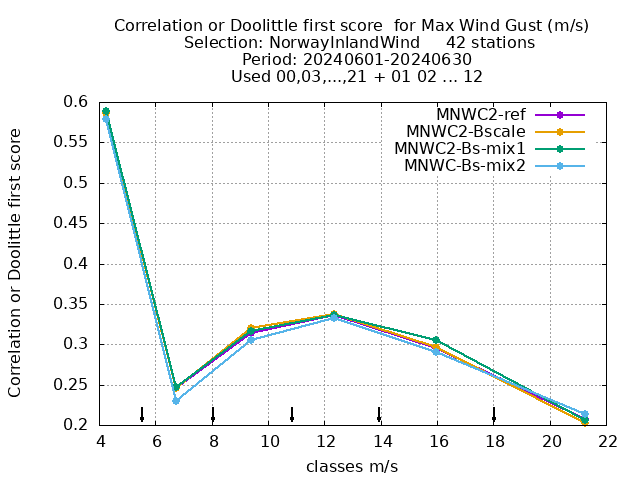 Correlation or Doolittle first score  for Max Wind Gust (m/s)
Selection: NorwayInlandWind     42 stations
Period: 20240601-20240630
Used 00,03,...,21 + 01 02 ... 12
Correlation or Doolittle first score
0.6
0.55
0.5
0.45
0.4
0.35
0.3
0.25
0.2
MNWC2-ref
MNWC2-Bscale
MNWC2-Bs-mix1
MNWC-Bs-mix2
4 6 8 10 12 14 16 18 20 22
classes m/s